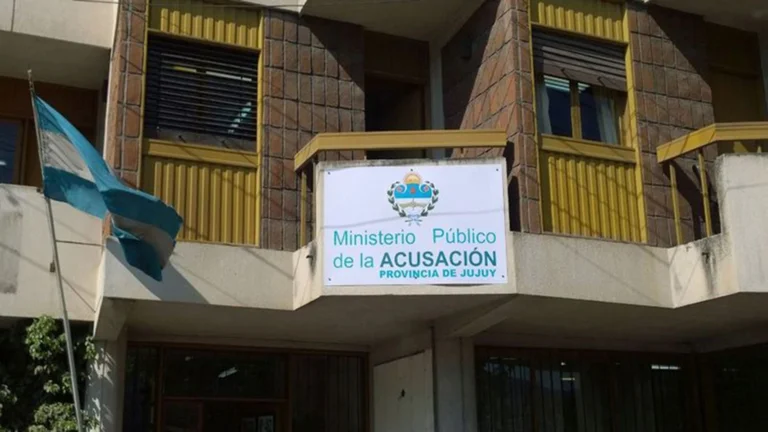 Ministerio Público
de la ACUSACIÓN
PROVINCIA DE JUJUY